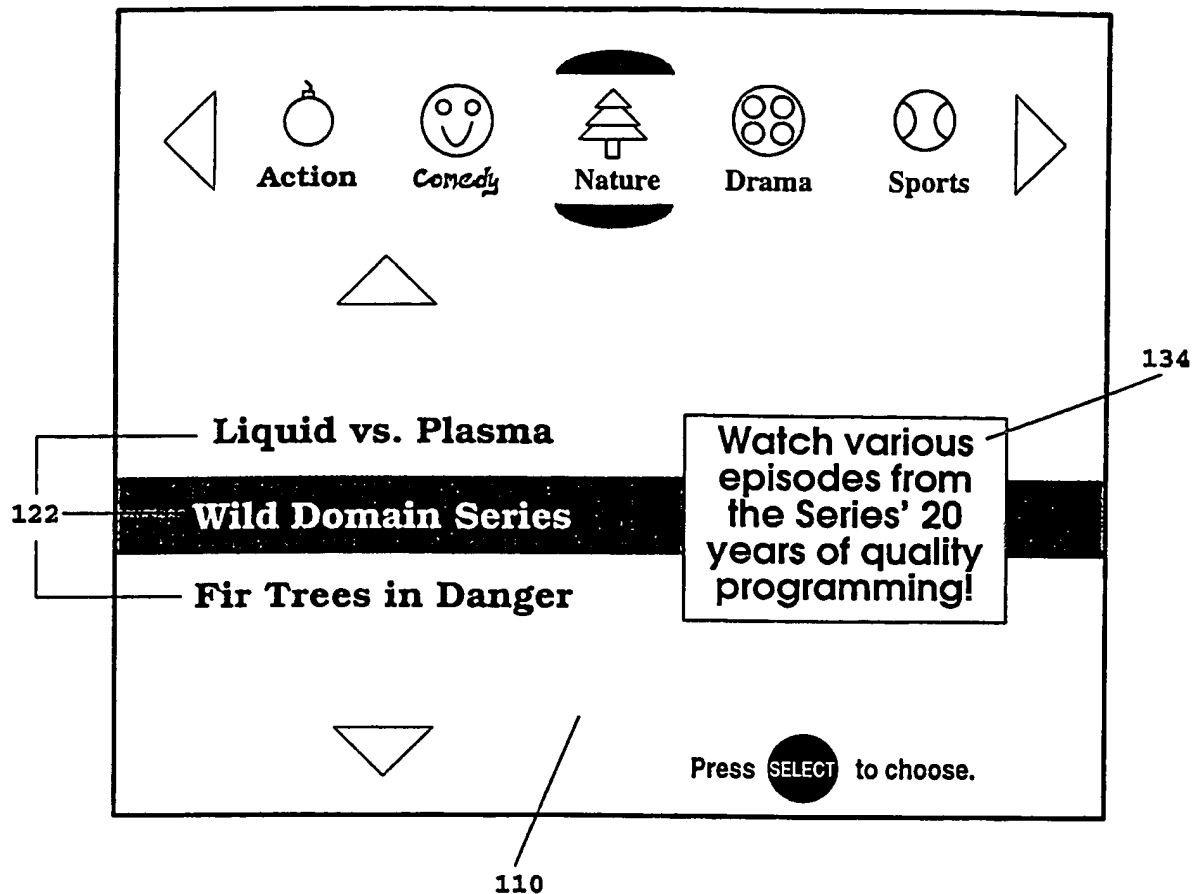 Action Comedy Nature Drama Sports
134
Liquid vs. Plasma
122
Wild Domain Series
Fir Trees in Danger
Watch various
episodes from
the Series' 20
years of quality
programming!
Press SELECT to choose.
110